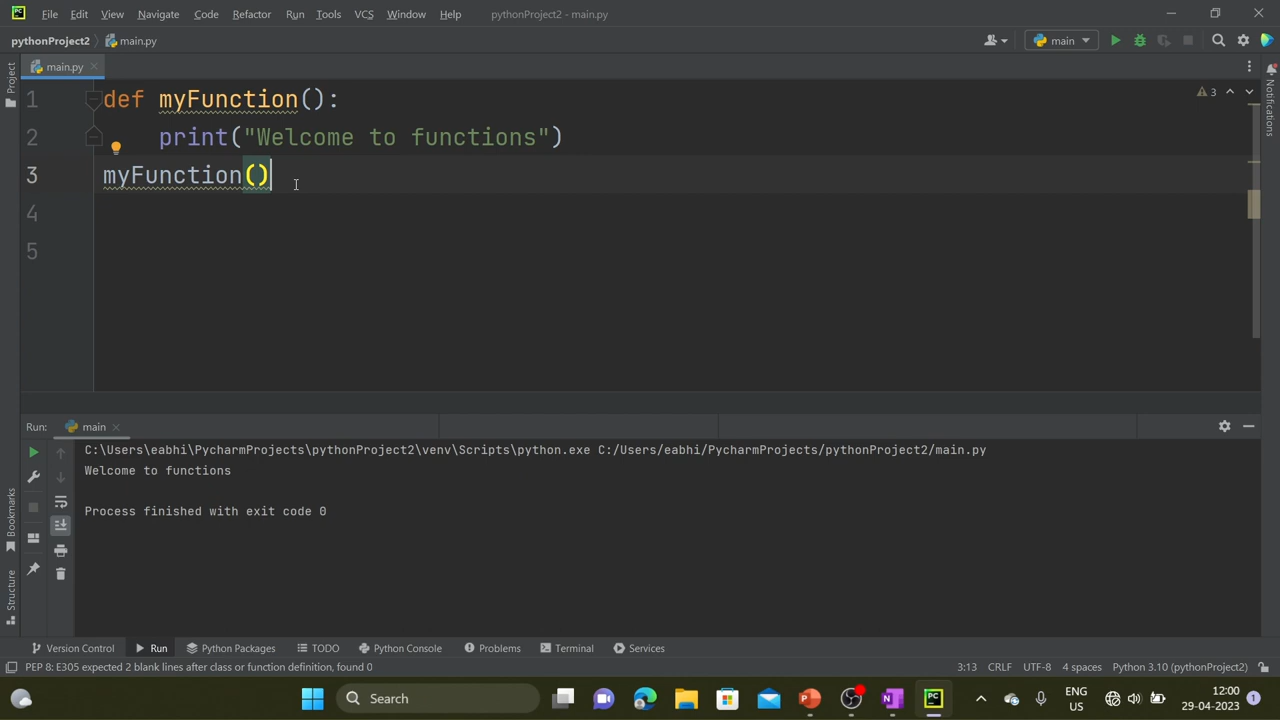 File Edit View Navigate Code Refactor Run Tools VCS Window Help pythonProject2 - main.py
pythonProject2 main.py main
main.py
Project
Notifications
3
1 def myFunction():
2 print("Welcome to functions")
3 myFunction()
4
5
Run: main
C:\Users\eabhi\PycharmProjects\pythonProject2\venv\Scripts\python.exe C:/Users/eabhi/PycharmProjects/pythonProject2/main.py
Welcome to functions
Process finished with exit code 0
Bookmarks
Structure
Version Control Run Python Packages TODO Python Console Problems Terminal Services
PEP 8: E305 expected 2 blank lines after class or function definition, found 0 3:13 CRLF UTF-8 4 spaces Python 3.10 (pythonProject2)
Search
ENG
US
12:00
29-04-2023
1